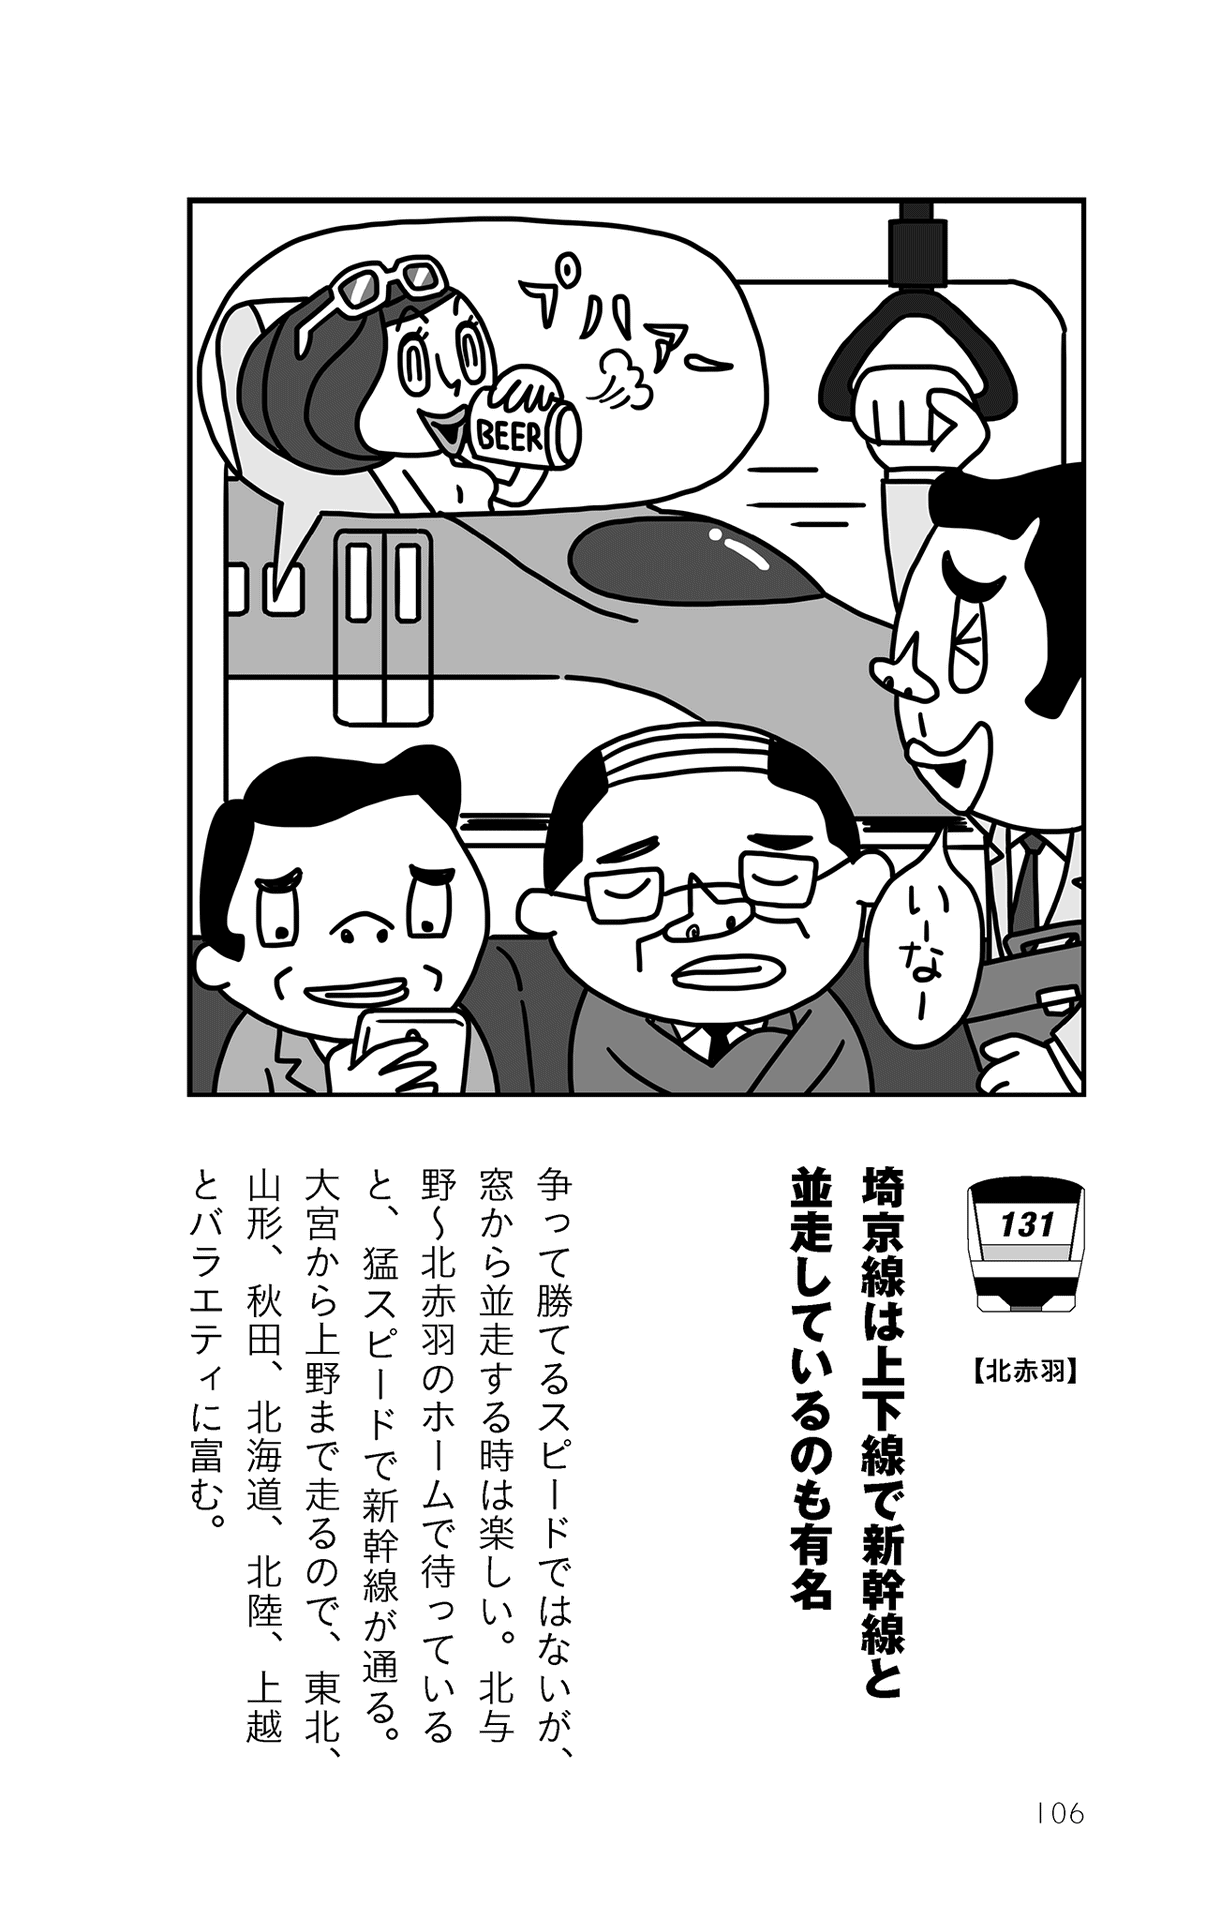 プハァー
BEER
いーなー
131
【北赤羽】
埼京線は上下線で新幹線と
並走しているのも有名
争って勝てるスピードではないが、
窓から並走する時は楽しい。北与
野〜北赤羽のホームで待っている
と、猛スピードで新幹線が通る。
大宮から上野まで走るので、東北、
山形、秋田、北海道、北陸、上越
とバラエティに富む。
106